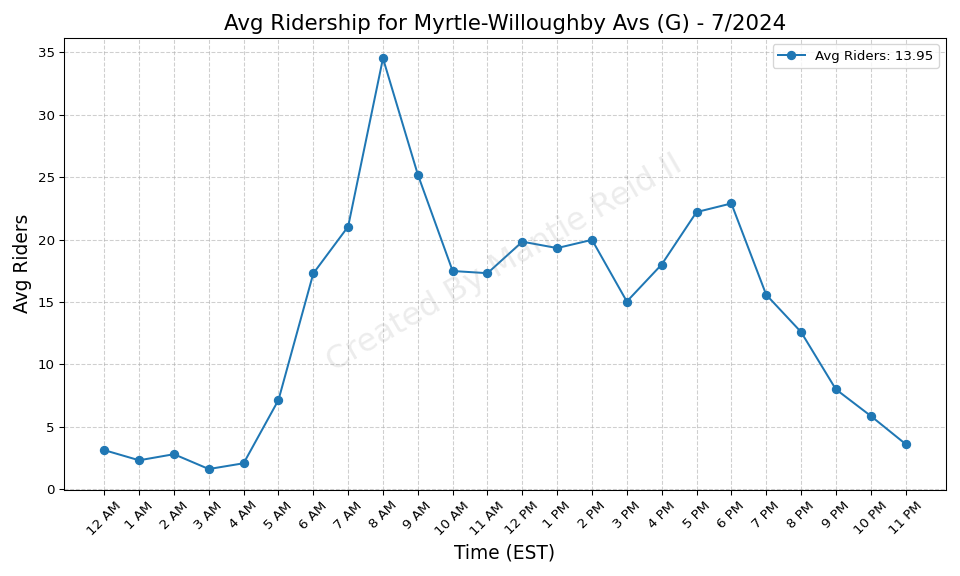 Avg Ridership for Myrtle-Willoughby Avs (G) - 7/2024
Avg Riders: 13.95
Avg Riders
35
30
25
20
15
10
5
0
Created By Mantie Reid II
12 AM
1 AM
2 AM
3 AM
4 AM
5 AM
6 AM
7 AM
8 AM
9 AM
10 AM
11 AM
12 PM
1 PM
2 PM
3 PM
4 PM
5 PM
6 PM
7 PM
8 PM
9 PM
10 PM
11 PM
Time (EST)